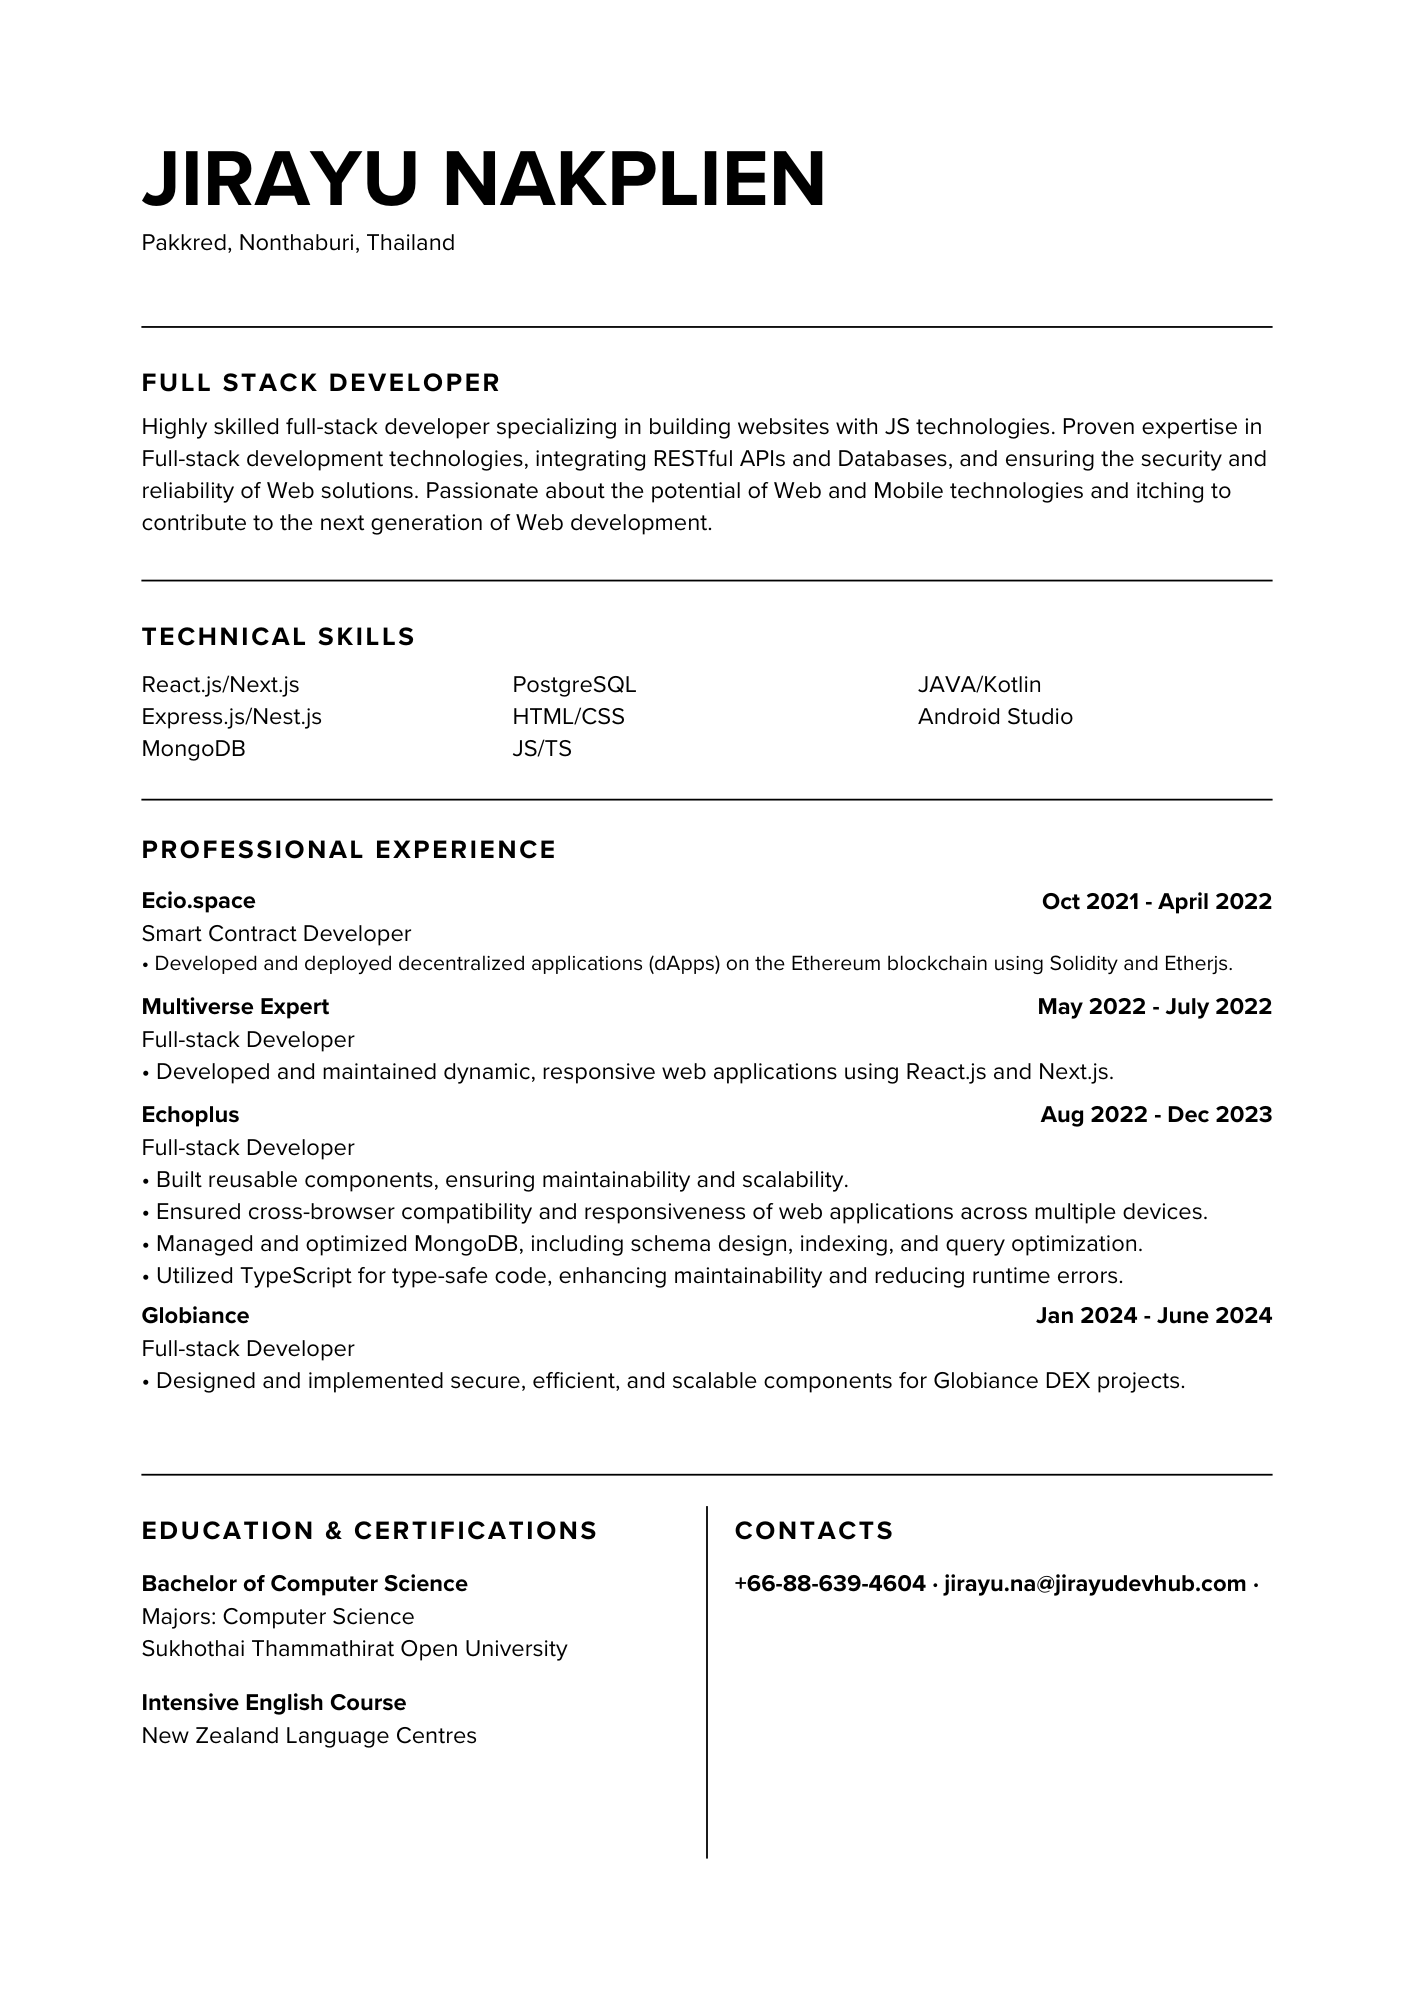 JIRAYU NAKPLIEN
Pakkred, Nonthaburi, Thailand
FULL STACK DEVELOPER
Highly skilled full-stack developer specializing in building websites with JS technologies. Proven expertise in
Full-stack development technologies, integrating RESTful APIs and Databases, and ensuring the security and
reliability of Web solutions. Passionate about the potential of Web and Mobile technologies and itching to
contribute to the next generation of Web development.
TECHNICAL SKILLS
React.js/Next.js
Express.js/Nest.js
MongoDB
PostgreSQL
HTML/CSS
JS/TS
JAVA/Kotlin
Android Studio
PROFESSIONAL EXPERIENCE
Ecio.space Oct 2021 - April 2022
Smart Contract Developer
• Developed and deployed decentralized applications (dApps) on the Ethereum blockchain using Solidity and Etherjs.
Multiverse Expert May 2022 - July 2022
Full-stack Developer
• Developed and maintained dynamic, responsive web applications using React.js and Next.js.
Echoplus Aug 2022 - Dec 2023
Full-stack Developer
• Built reusable components, ensuring maintainability and scalability.
• Ensured cross-browser compatibility and responsiveness of web applications across multiple devices.
• Managed and optimized MongoDB, including schema design, indexing, and query optimization.
• Utilized TypeScript for type-safe code, enhancing maintainability and reducing runtime errors.
Globiance Jan 2024 - June 2024
Full-stack Developer
• Designed and implemented secure, efficient, and scalable components for Globiance DEX projects.
EDUCATION & CERTIFICATIONS
Bachelor of Computer Science
Majors: Computer Science
Sukhothai Thammathirat Open University
Intensive English Course
New Zealand Language Centres
CONTACTS
+66-88-639-4604 · jirayu.na@jirayudevhub.com ·